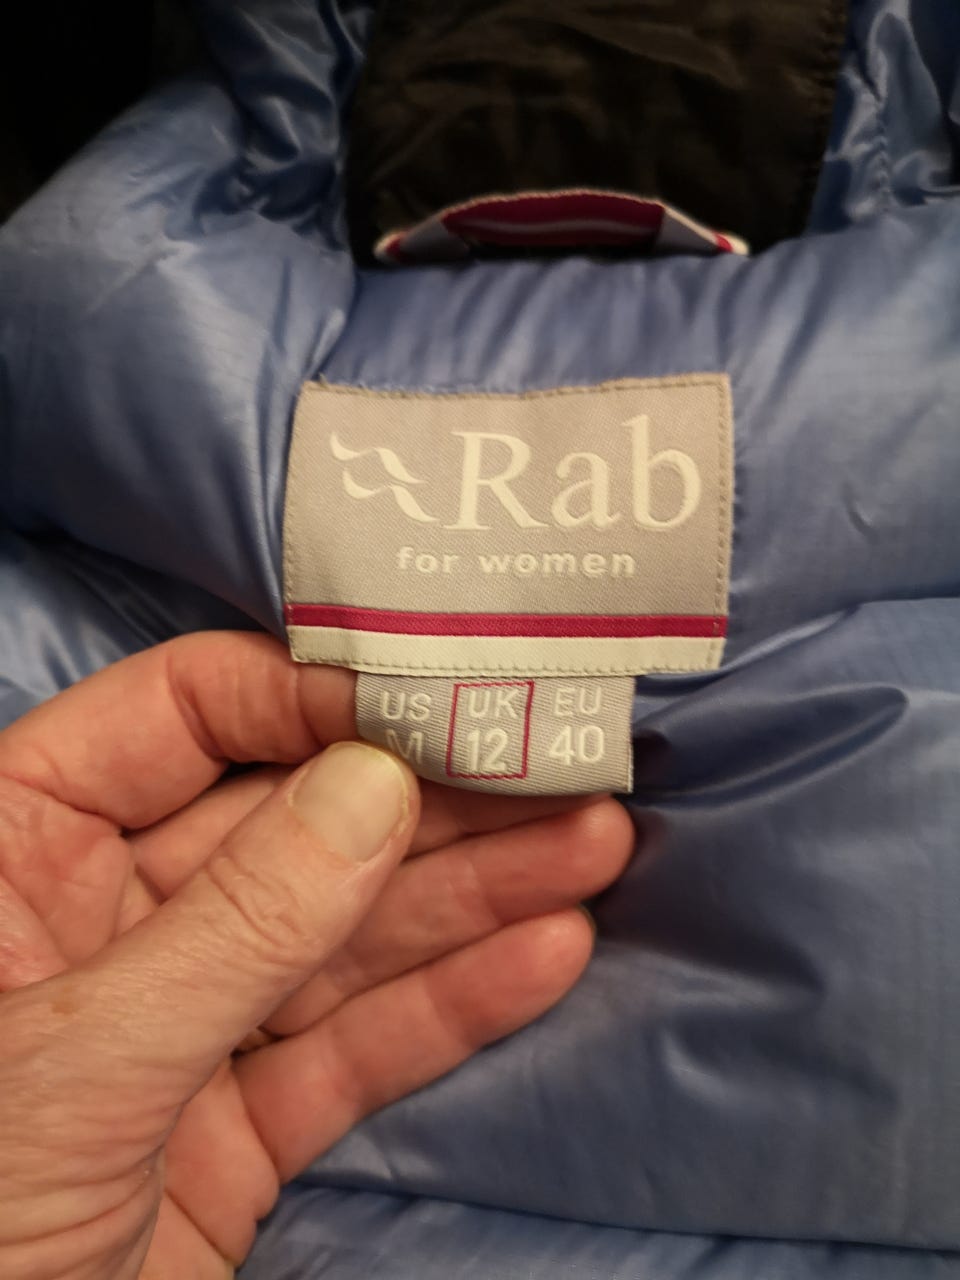 Rab
for women
US UK EU
M 12 40